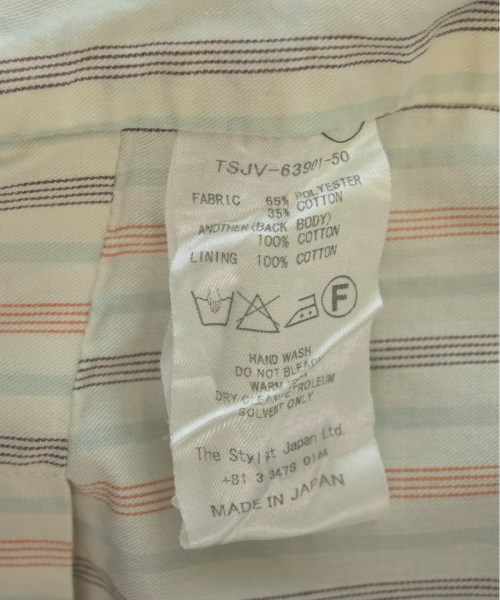 TSJV-63901-50
FABRIC 65% POLYESTER
35% COTTON
ANOTHER (BACK BODY)
100% COTTON
LINING 100% COTTON
F
HAND WASH
DO NOT BLEACH
WARM IRON
DRY CLEAN-PETROLEUM
SOLVENT ONLY
The Stylist Japan Ltd.
+81 3 3478 0144
MADE IN JAPAN